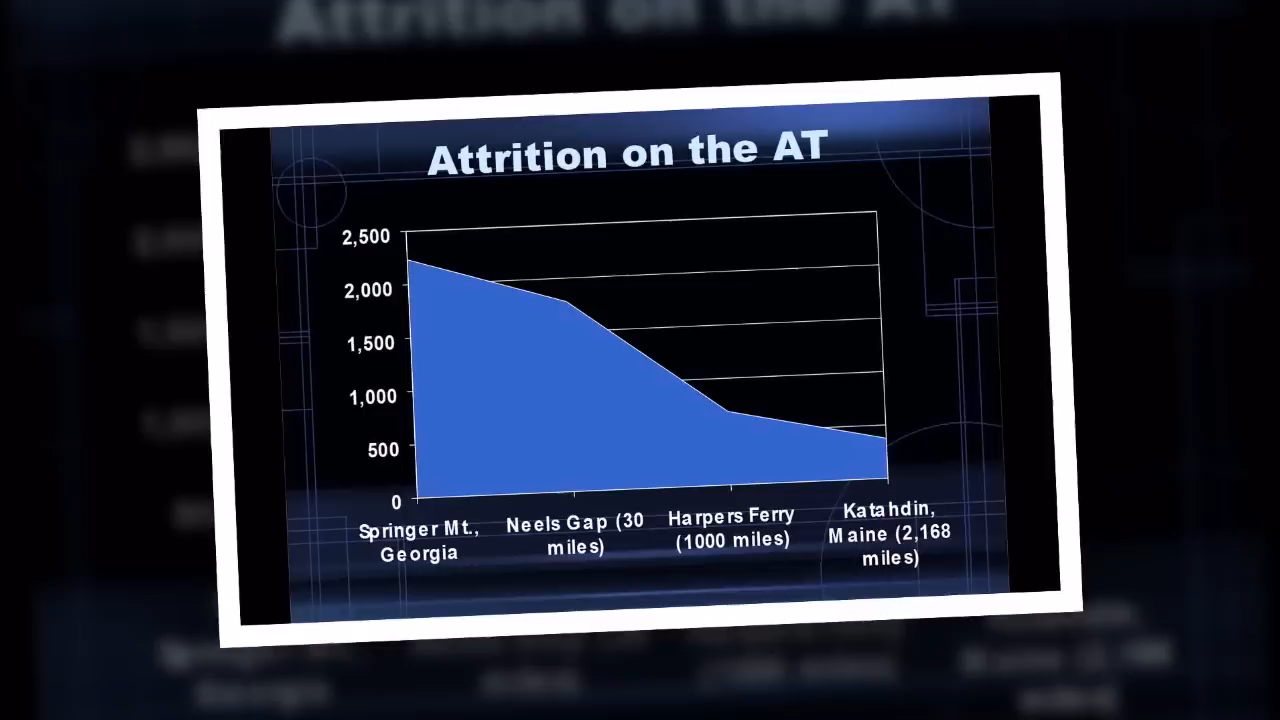 Attrition on the AT
2,500
2,000
1,500
1,000
500
0
Springer Mt.,
Georgia
Neels Gap (30
miles)
Harpers Ferry
(1000 miles)
Katahdin,
Maine (2,168
miles)